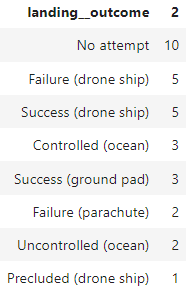 landing__outcome 2
No attempt 10
Failure (drone ship) 5
Success (drone ship) 5
Controlled (ocean) 3
Success (ground pad) 3
Failure (parachute) 2
Uncontrolled (ocean) 2
Precluded (drone ship) 1